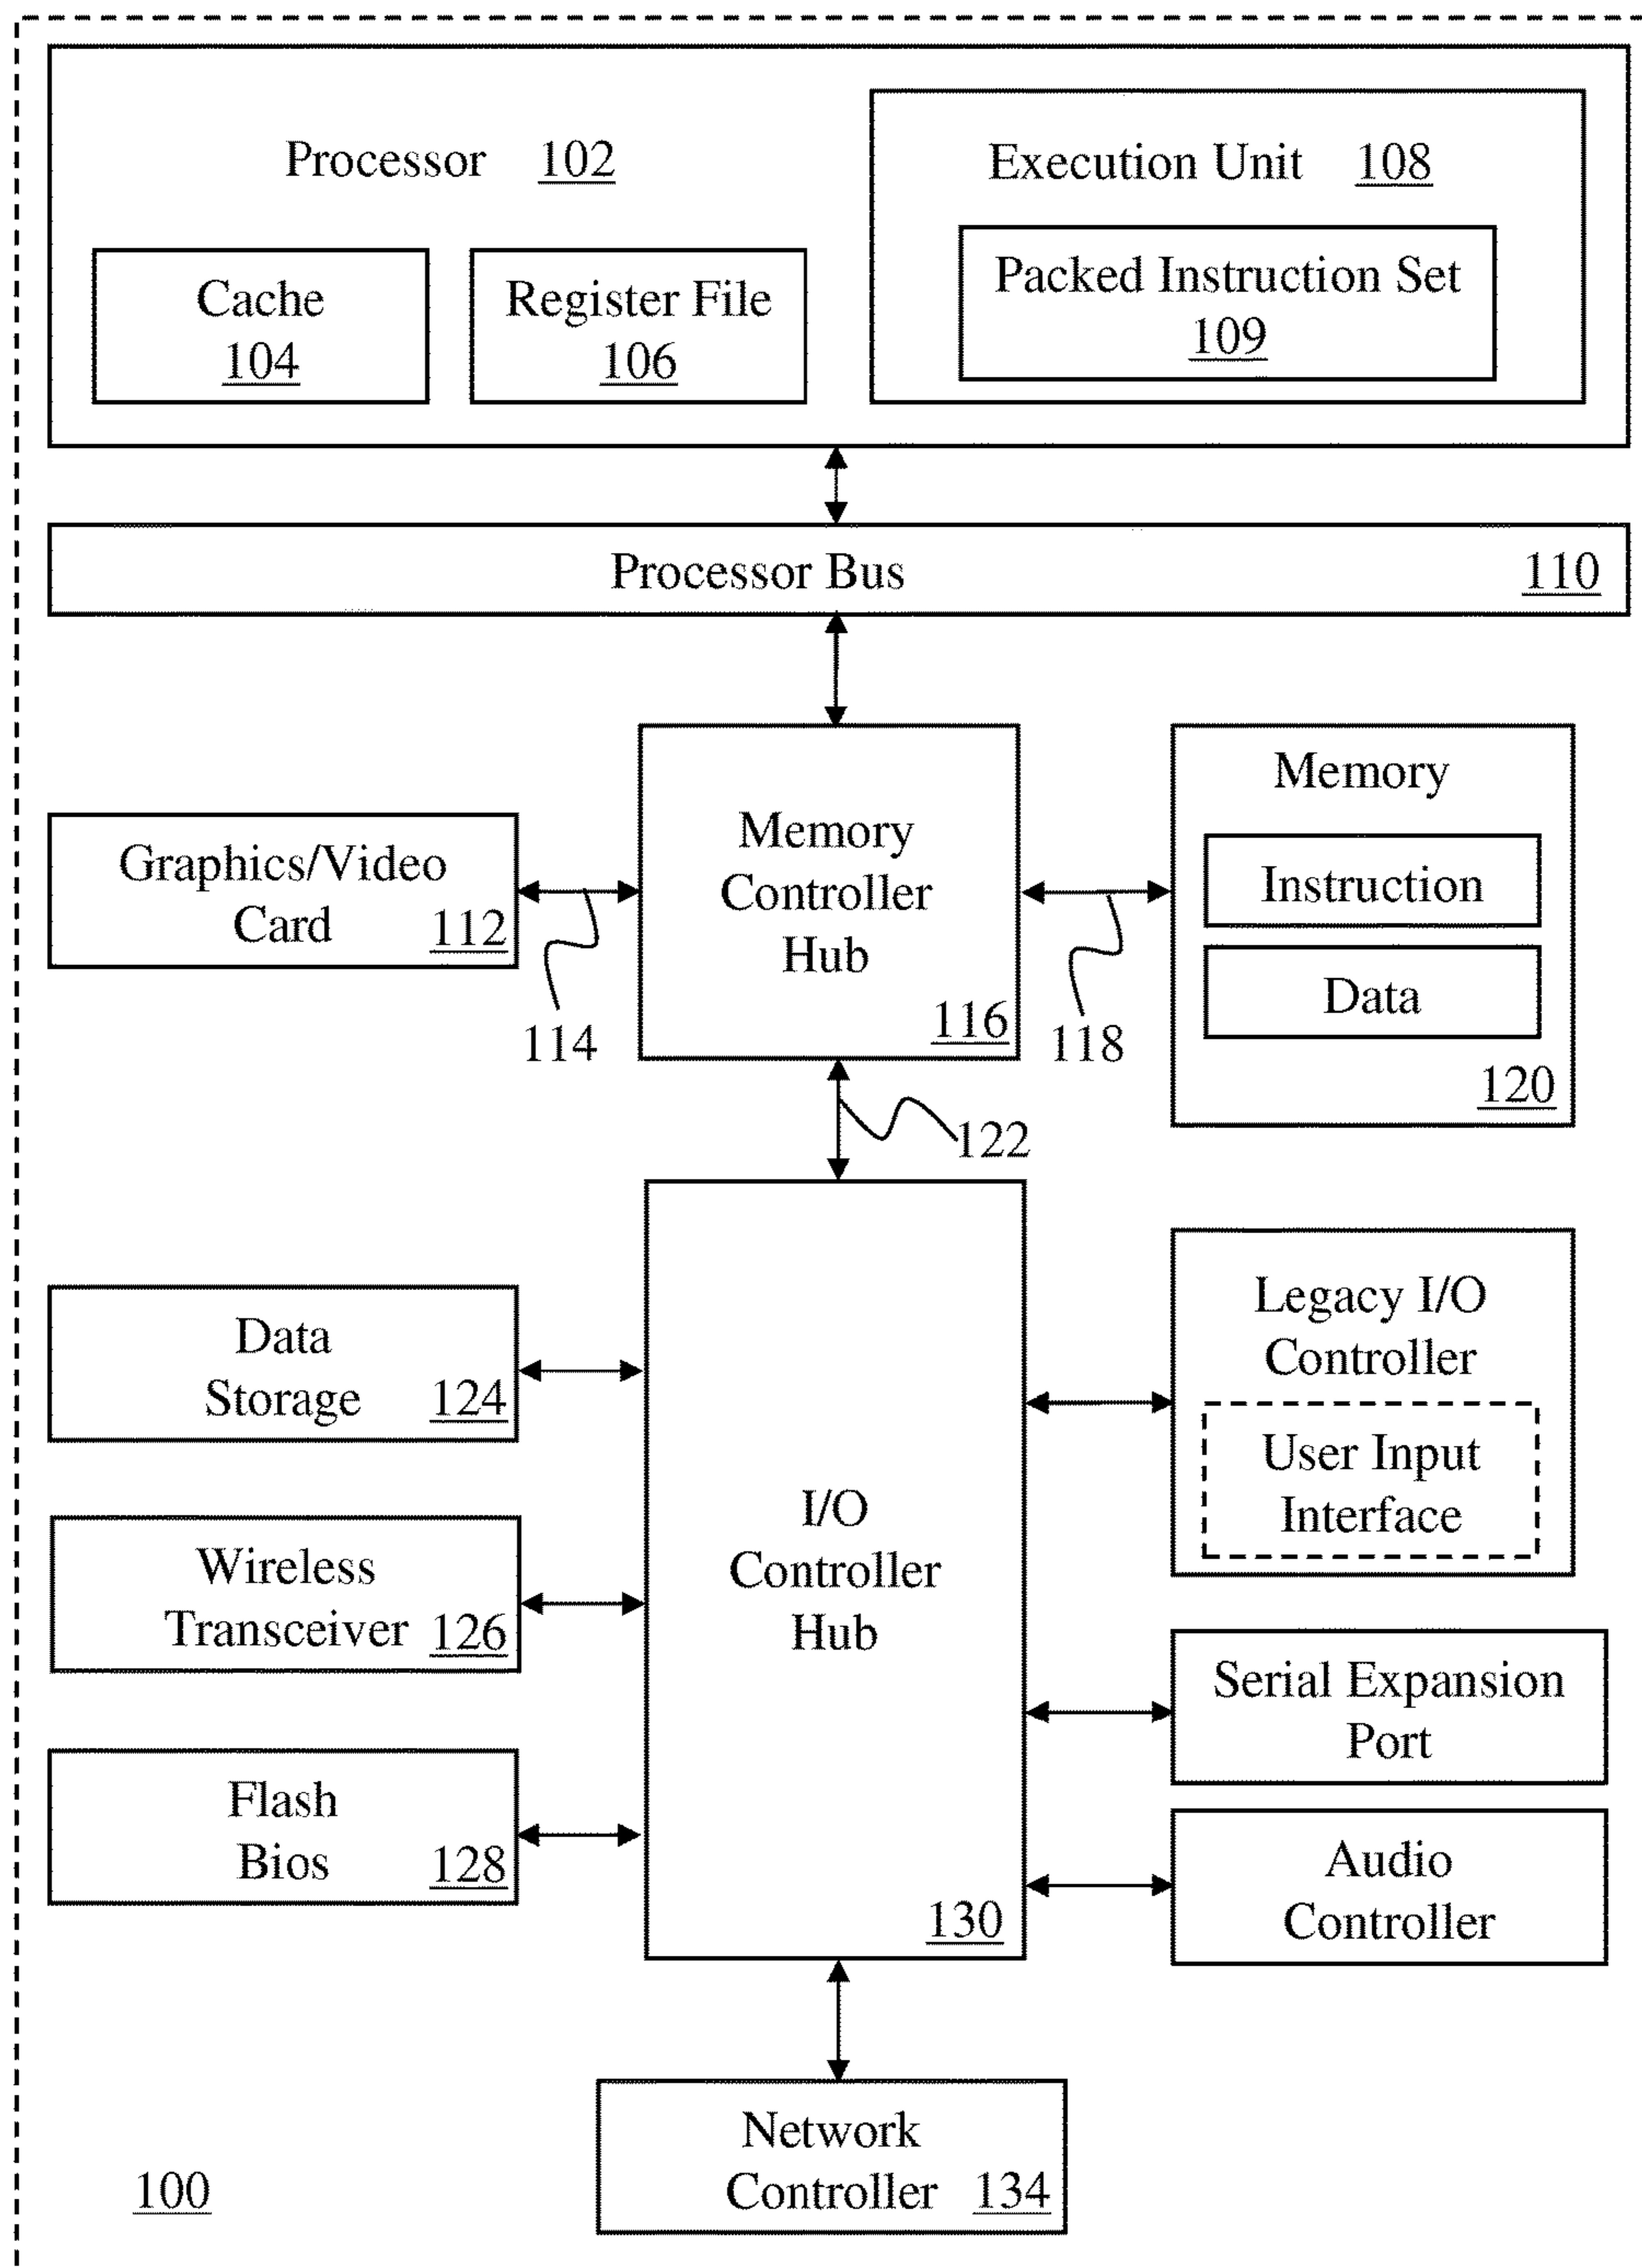 Processor 102
Execution Unit 108
Packed Instruction Set
109
Cache
104
Register File
106
Processor Bus 110
Memory
Controller
Hub
116
Graphics/Video
Card 112
114
118
Memory
Instruction
Data
120
122
Data
Storage 124
Wireless
Transceiver 126
Flash
Bios 128
I/O
Controller
Hub
130
Legacy I/O
Controller
User Input
Interface
Serial Expansion
Port
Audio
Controller
Network
Controller 134
100